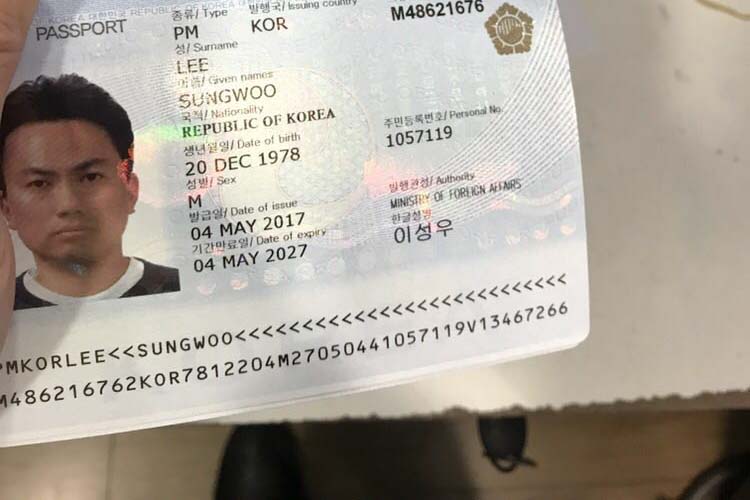 PASSPORT
종류/ Type
PM
발행국/ Issuing country
KOR
M48621676
성/ Surname
LEE
이름/ Given names
SUNGWOO
국적/ Nationality
REPUBLIC OF KOREA
생년월일/ Date of birth
20 DEC 1978
주민등록번호/ Personal No.
1057119
성별/ Sex
M
발급일/ Date of issue
04 MAY 2017
발행관청/ Authority
MINISTRY OF FOREIGN AFFAIRS
기간만료일/ Date of expiry
04 MAY 2027
한글성명
이성우
PMKORLEE<<SUNGWOO<<<<<<<<<<<<<<<<<<<<<<<<<<<
M486216762KOR7812204M27050441057119V13467266